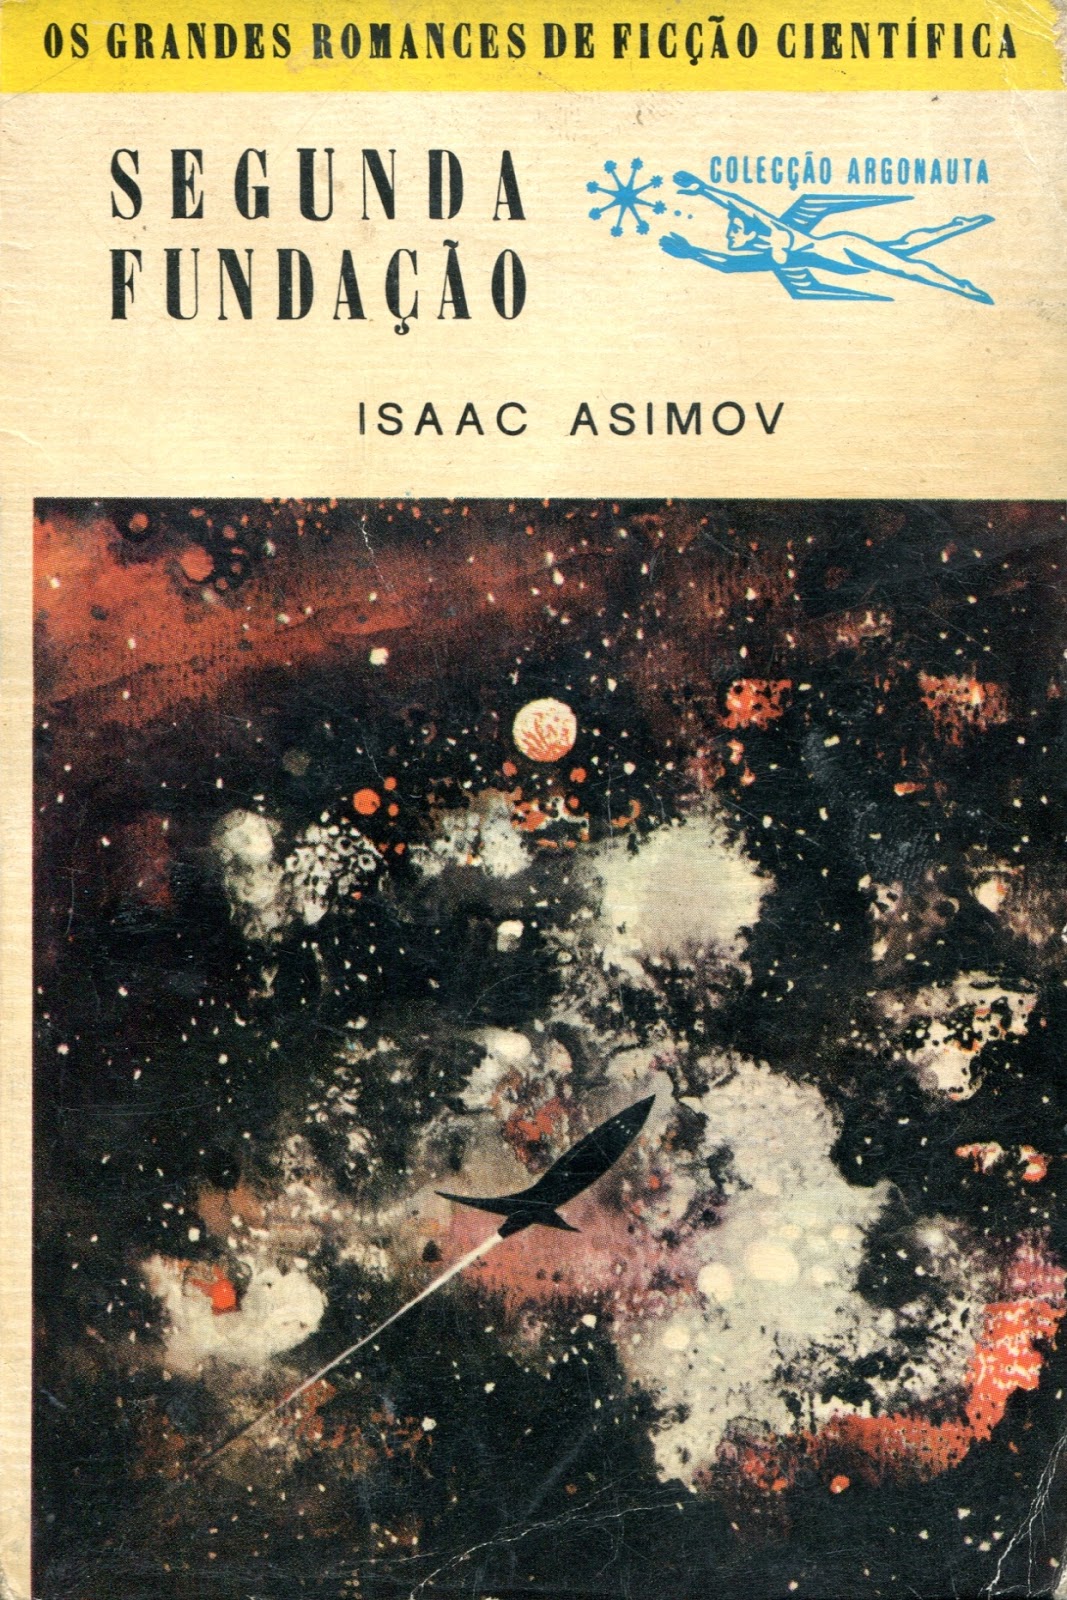 OS GRANDES ROMANCES DE FICÇÃO CIENTÍFICA
SEGUNDA
FUNDAÇÃO
COLECÇÃO ARGONAUTA
ISAAC ASIMOV